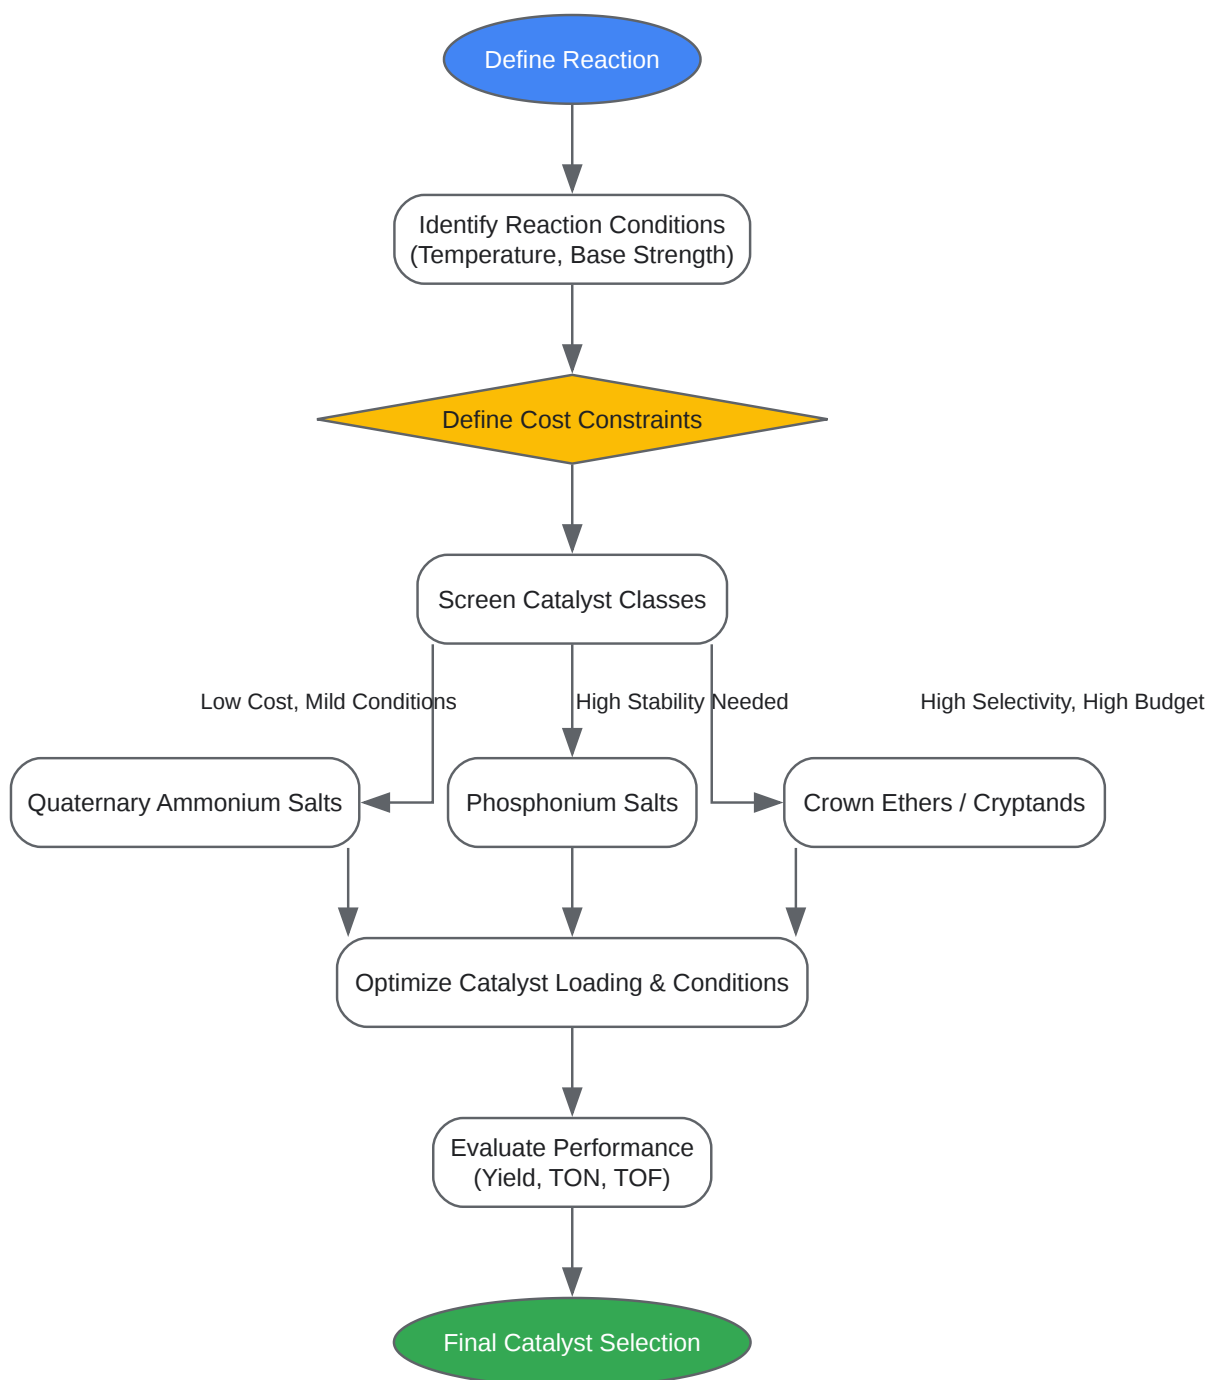 Define Reaction
Identify Reaction Conditions
(Temperature, Base Strength)
Define Cost Constraints
Screen Catalyst Classes
Low Cost, Mild Conditions
High Stability Needed
High Selectivity, High Budget
Quaternary Ammonium Salts
Phosphonium Salts
Crown Ethers / Cryptands
Optimize Catalyst Loading & Conditions
Evaluate Performance
(Yield, TON, TOF)
Final Catalyst Selection